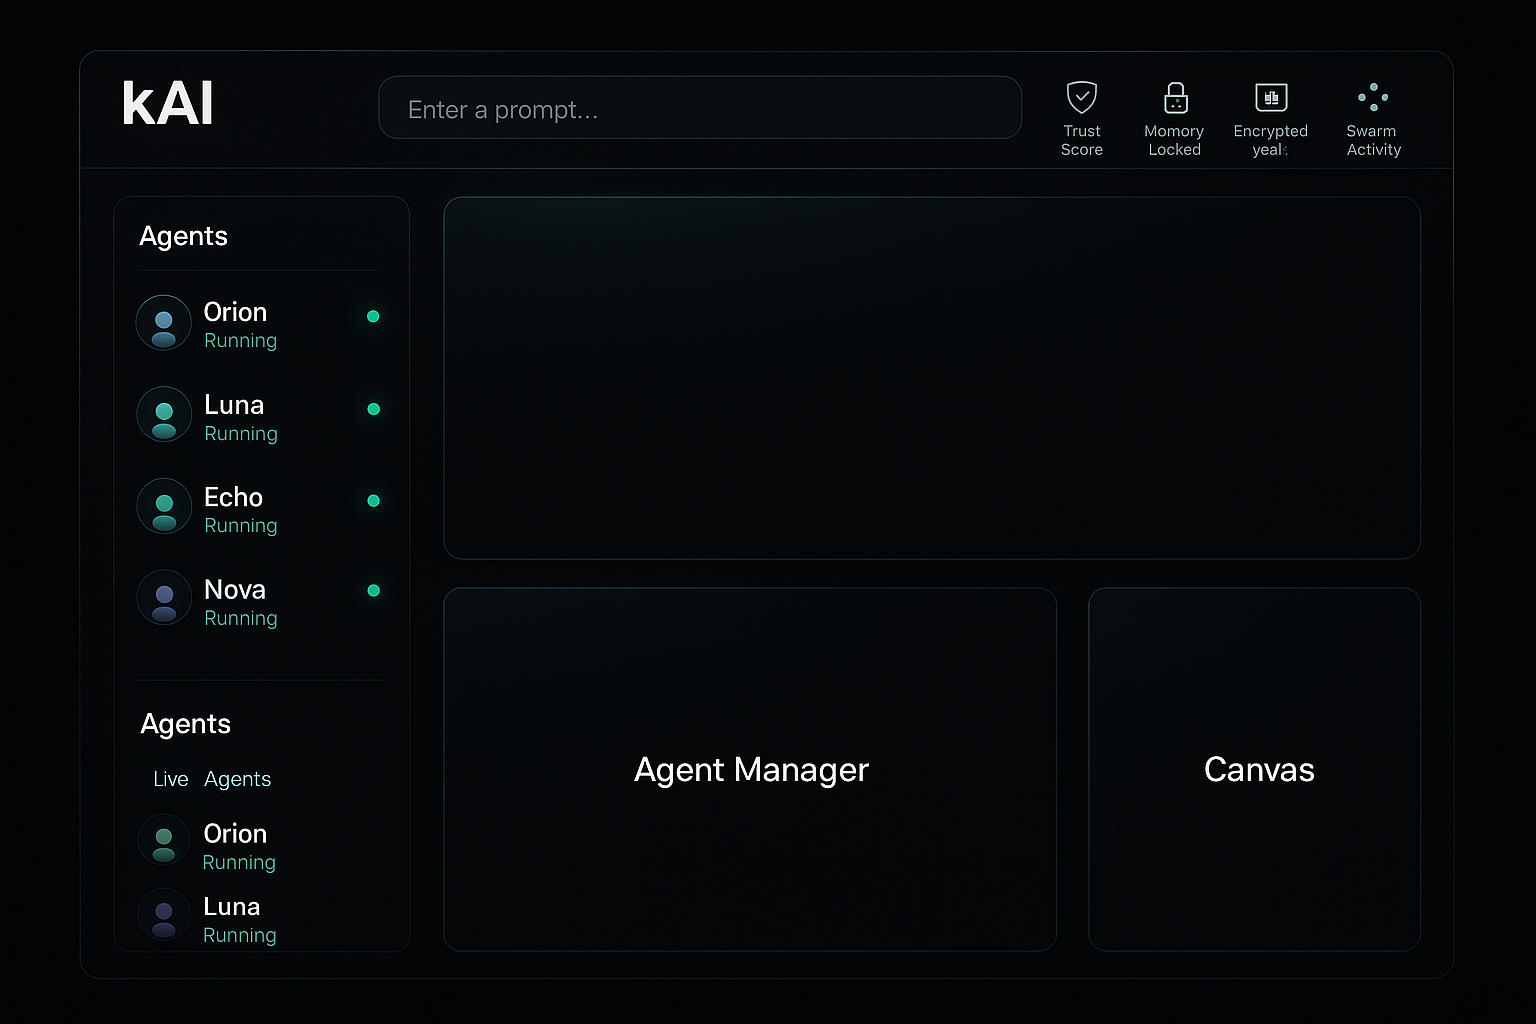 kAI
Enter a prompt...
Trust
Score
Momory
Locked
Encrypted
yeal:
Swarm
Activity
Agents
Orion
Running
Luna
Running
Echo
Running
Nova
Running
Agents
Live Agents
Orion
Running
Luna
Running
Agent Manager
Canvas